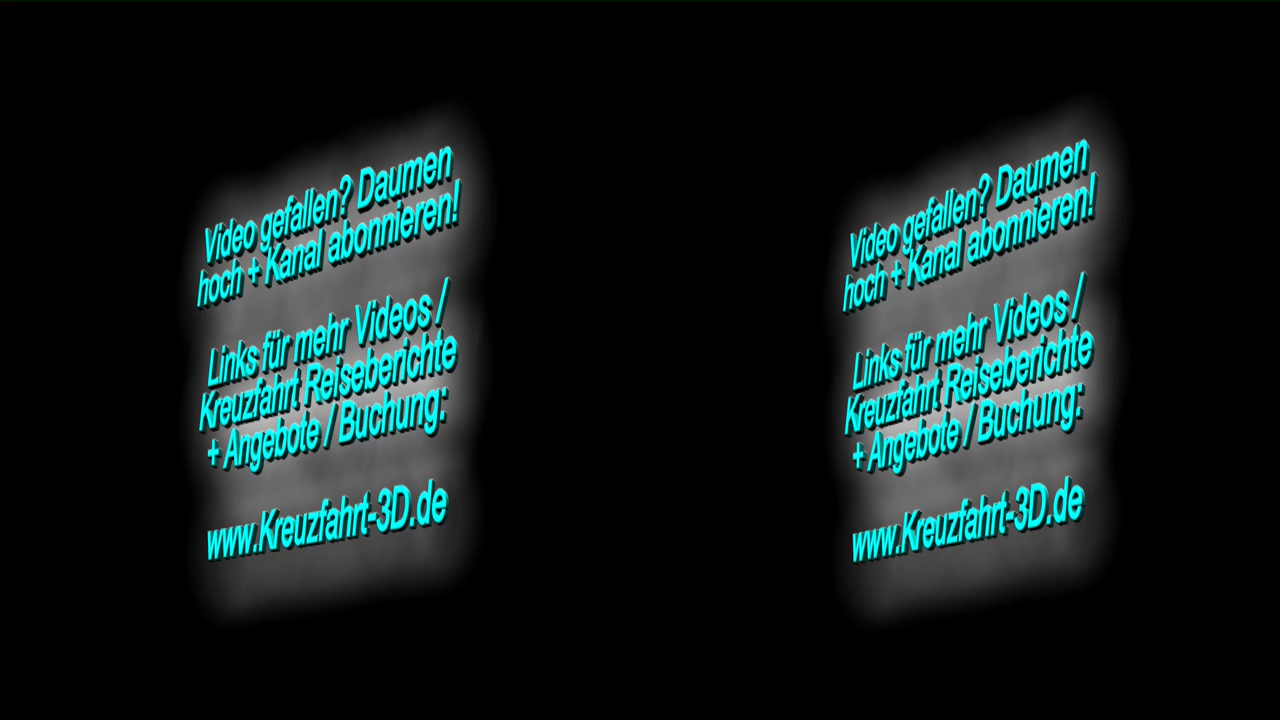 Video gefallen? Daumen
hoch + Kanal abonnieren!
Links für mehr Videos /
Kreuzfahrt Reiseberichte
+ Angebote / Buchung:
www.Kreuzfahrt-3D.de
Video gefallen? Daumen
hoch + Kanal abonnieren!
Links für mehr Videos /
Kreuzfahrt Reiseberichte
+ Angebote / Buchung:
www.Kreuzfahrt-3D.de